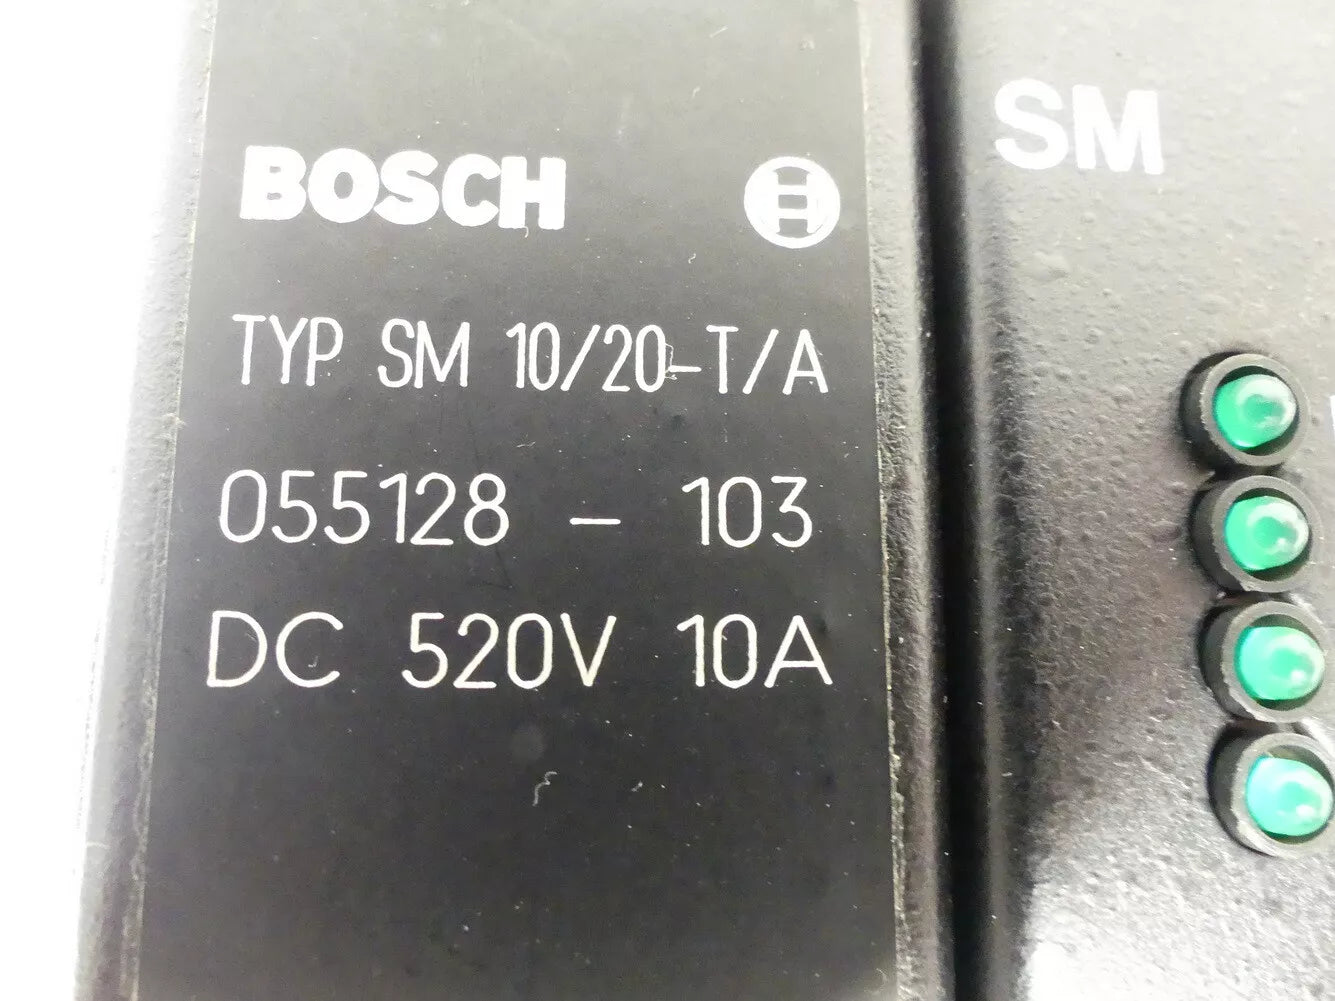 BOSCH
TYP SM 10/20-T/A
055128 - 103
DC 520V 10A
SM